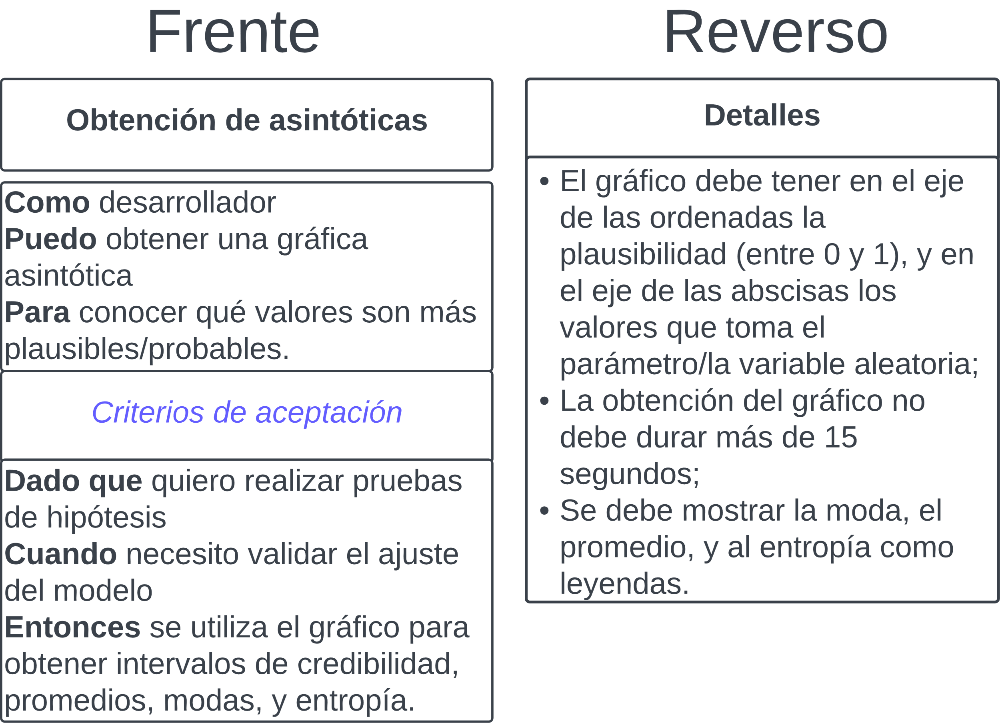 Frente
Obtención de asintóticas
Como desarrollador
Puedo obtener una gráfica
asintótica
Para conocer qué valores son más
plausibles/probables.
Criterios de aceptación
Dado que quiero realizar pruebas
de hipótesis
Cuando necesito validar el ajuste
del modelo
Entonces se utiliza el gráfico para
obtener intervalos de credibilidad,
promedios, modas, y entropía.
Reverso
Detalles
• El gráfico debe tener en el eje
de las ordenadas la
plausibilidad (entre 0 y 1), y en
el eje de las abscisas los
valores que toma el
parámetro/la variable aleatoria;
• La obtención del gráfico no
debe durar más de 15
segundos;
• Se debe mostrar la moda, el
promedio, y al entropía como
leyendas.